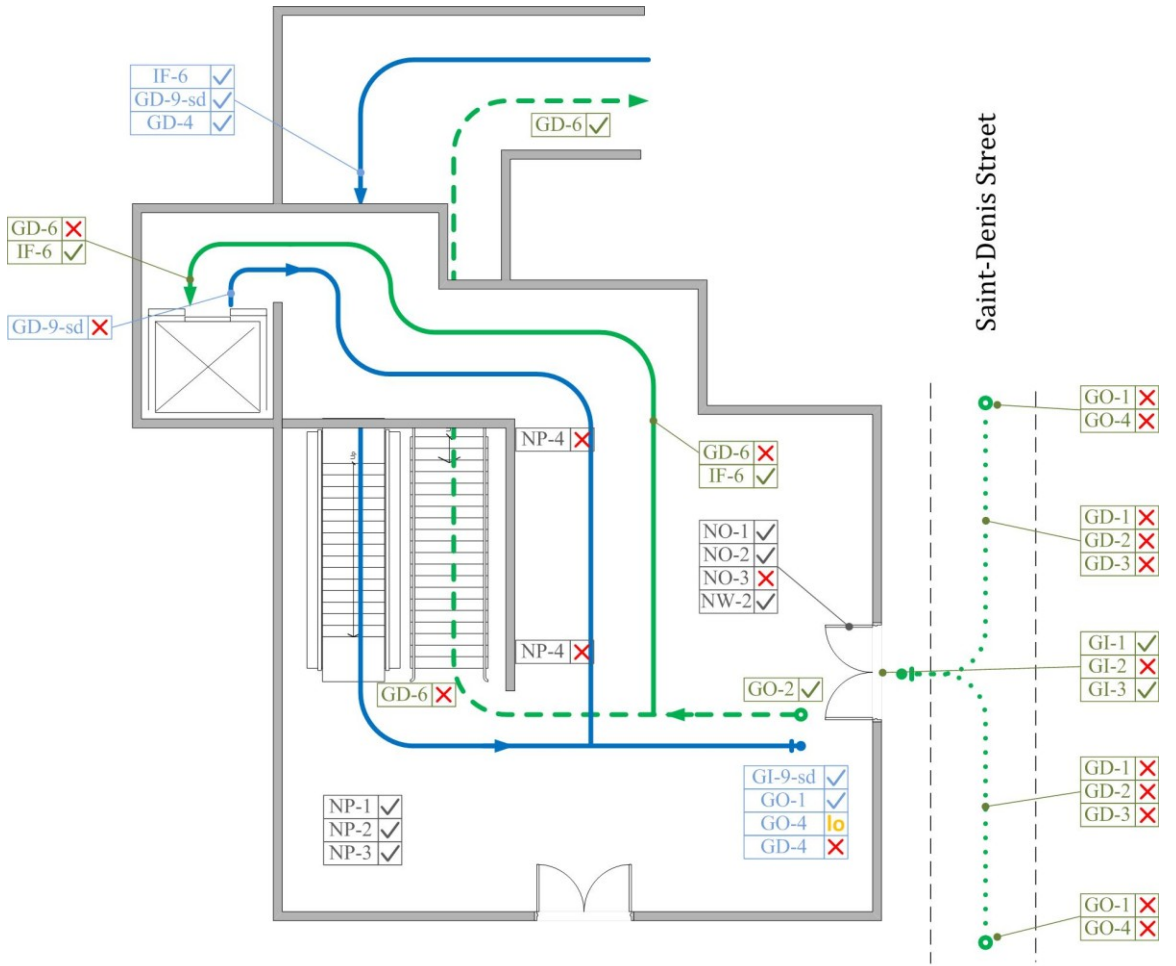 IF-6 ✓
GD-9-sd ✓
GD-4 ✓
GD-6 ✓
Saint-Denis Street
GD-6 ✗
IF-6 ✓
GD-9-sd ✗
GO-1 ✗
GO-4 ✗
Up
Up
NP-4 ✗
GD-6 ✗
IF-6 ✓
GD-1 ✗
GD-2 ✗
GD-3 ✗
NO-1 ✓
NO-2 ✓
NO-3 ✗
NW-2 ✓
NP-4 ✗
GI-1 ✓
GI-2 ✗
GI-3 ✓
GD-6 ✗
GO-2 ✓
GI-9-sd ✓
GO-1 ✓
GO-4 lo
GD-4 ✗
GD-1 ✗
GD-2 ✗
GD-3 ✗
NP-1 ✓
NP-2 ✓
NP-3 ✓
GO-1 ✗
GO-4 ✗